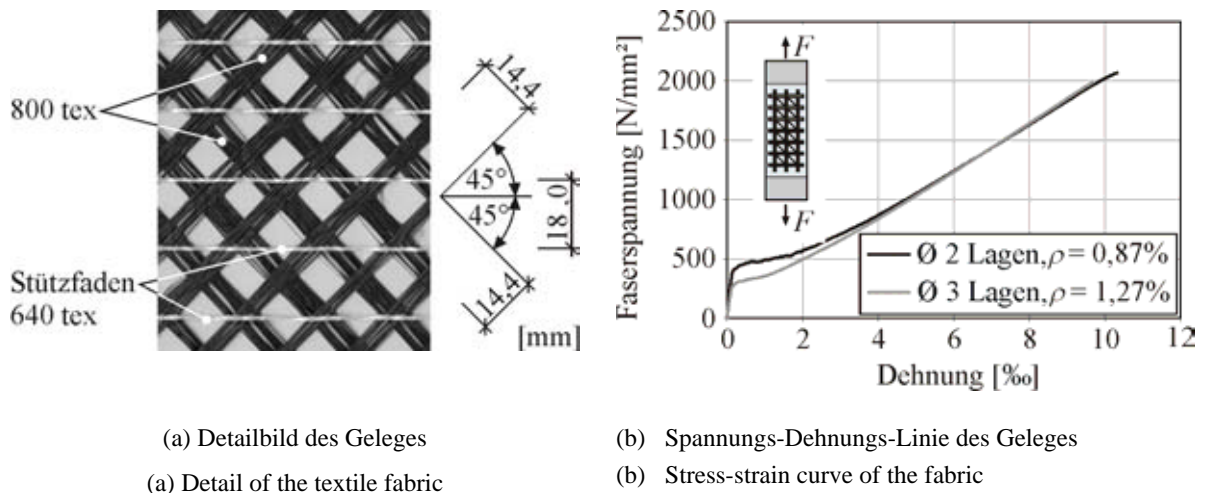 800 tex
Stützfaden
640 tex
14,4
45°
45°
18,0
14,4
[mm]
Faserspannung [N/mm²]
2500
2000
1500
1000
500
0
F
F
Ø 2 Lagen, ρ = 0,87%
Ø 3 Lagen, ρ = 1,27%
0 2 4 6 8 10 12
Dehnung [‰]
(a) Detailbild des Geleges
(a) Detail of the textile fabric
(b) Spannungs-Dehnungs-Linie des Geleges
(b) Stress-strain curve of the fabric